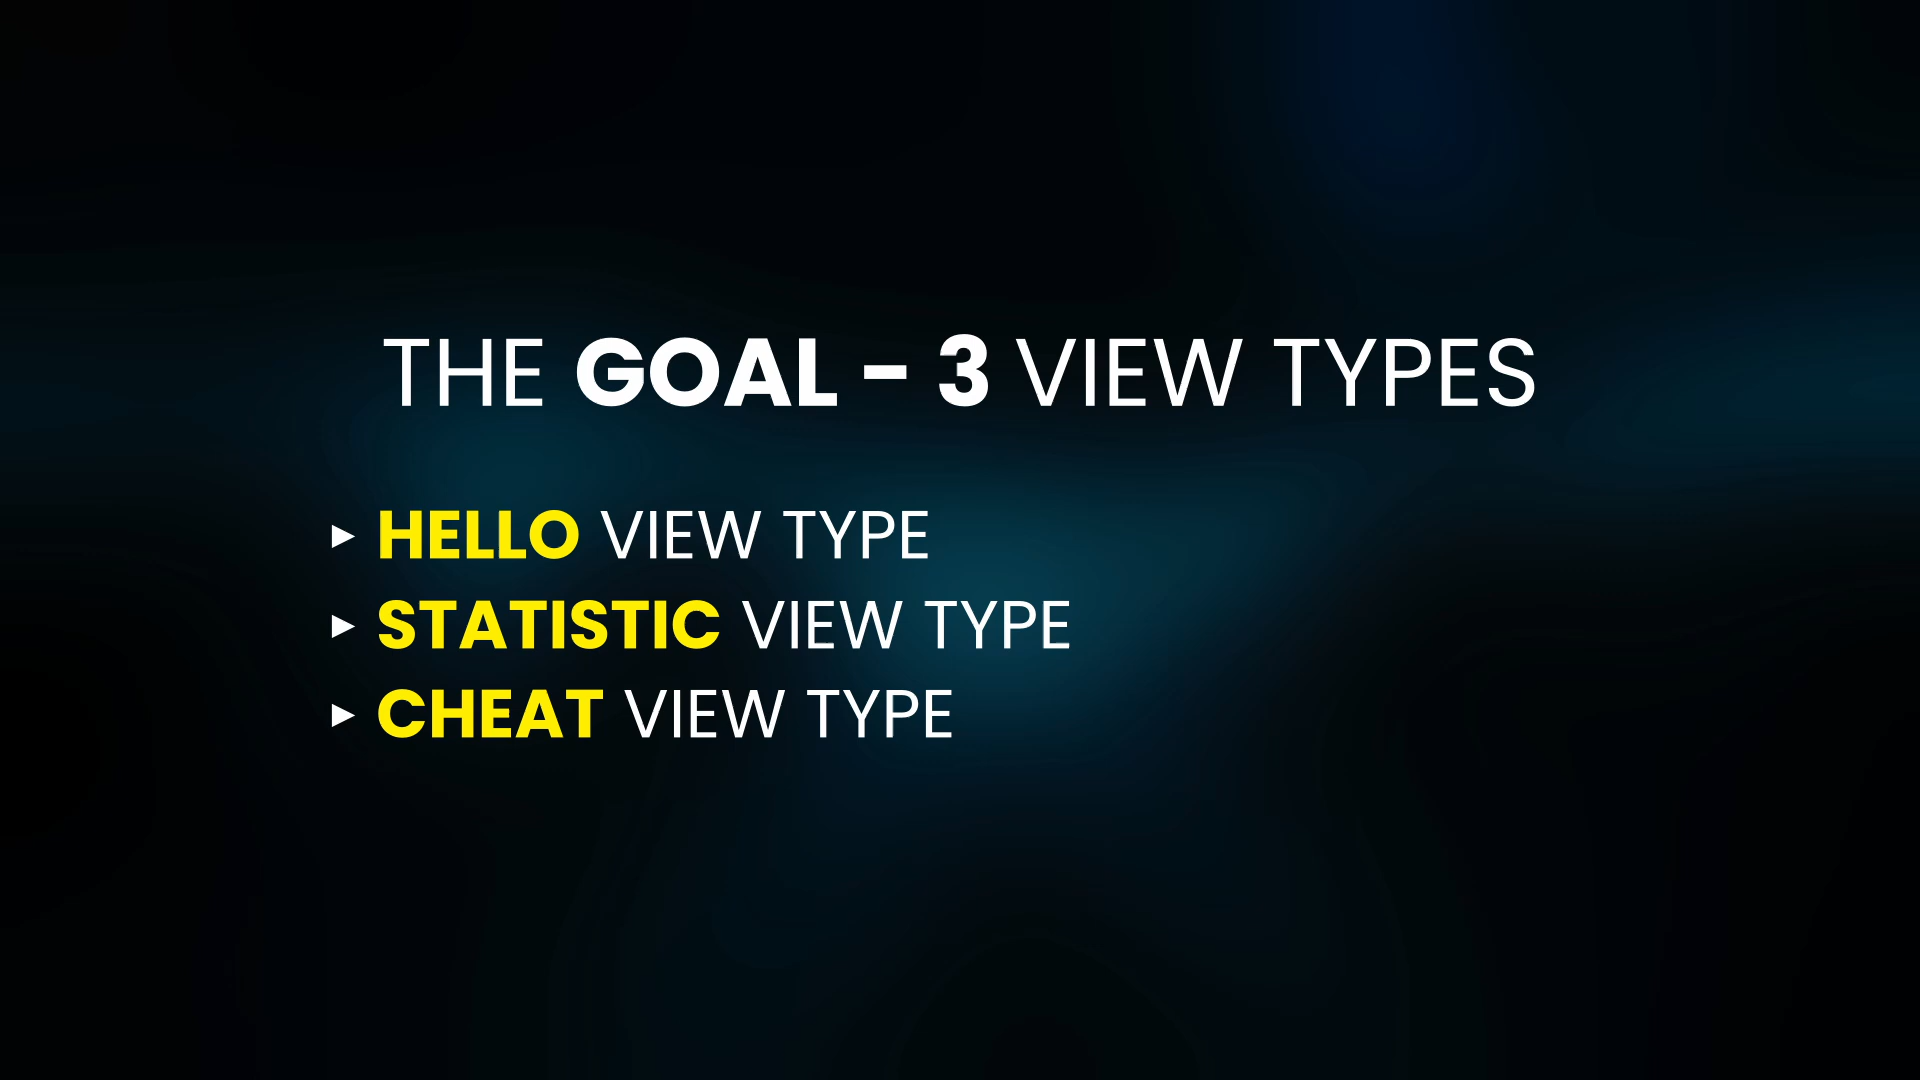 THE GOAL – 3 VIEW TYPES
▸ HELLO VIEW TYPE
▸ STATISTIC VIEW TYPE
▸ CHEAT VIEW TYPE